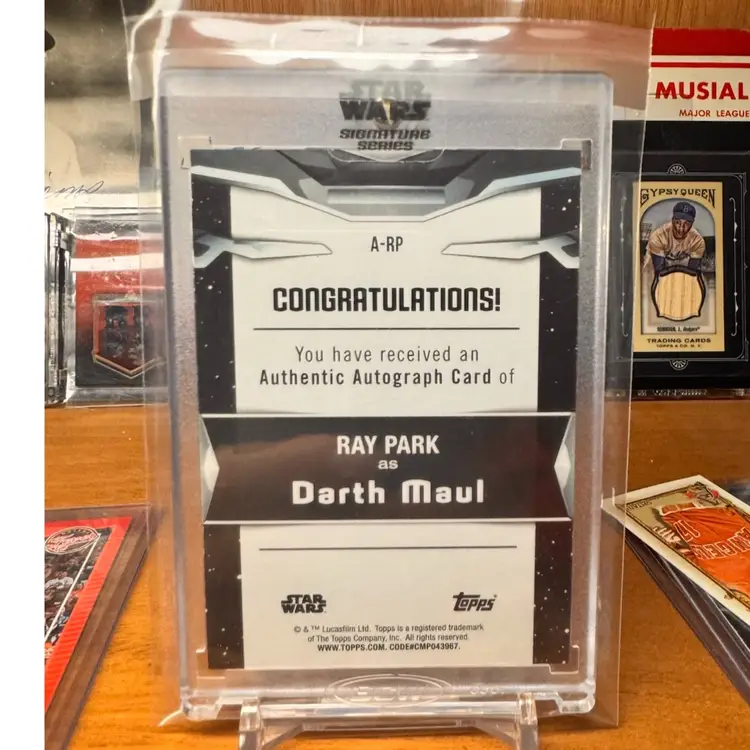 STAR
WARS
SIGNATURE
SERIES
A-RP
CONGRATULATIONS!
You have received an
Authentic Autograph Card of
RAY PARK
as
Darth Maul
STAR
WARS
Topps
© & ™ Lucasfilm Ltd. Topps is a registered trademark
of The Topps Company, Inc. All rights reserved.
WWW.TOPPS.COM. CODE#CMP043967.
MUSIAL
MAJOR LEAGUE
GYPSY QUEEN
TRADING CARDS
TOPPS & CO. N. Y.